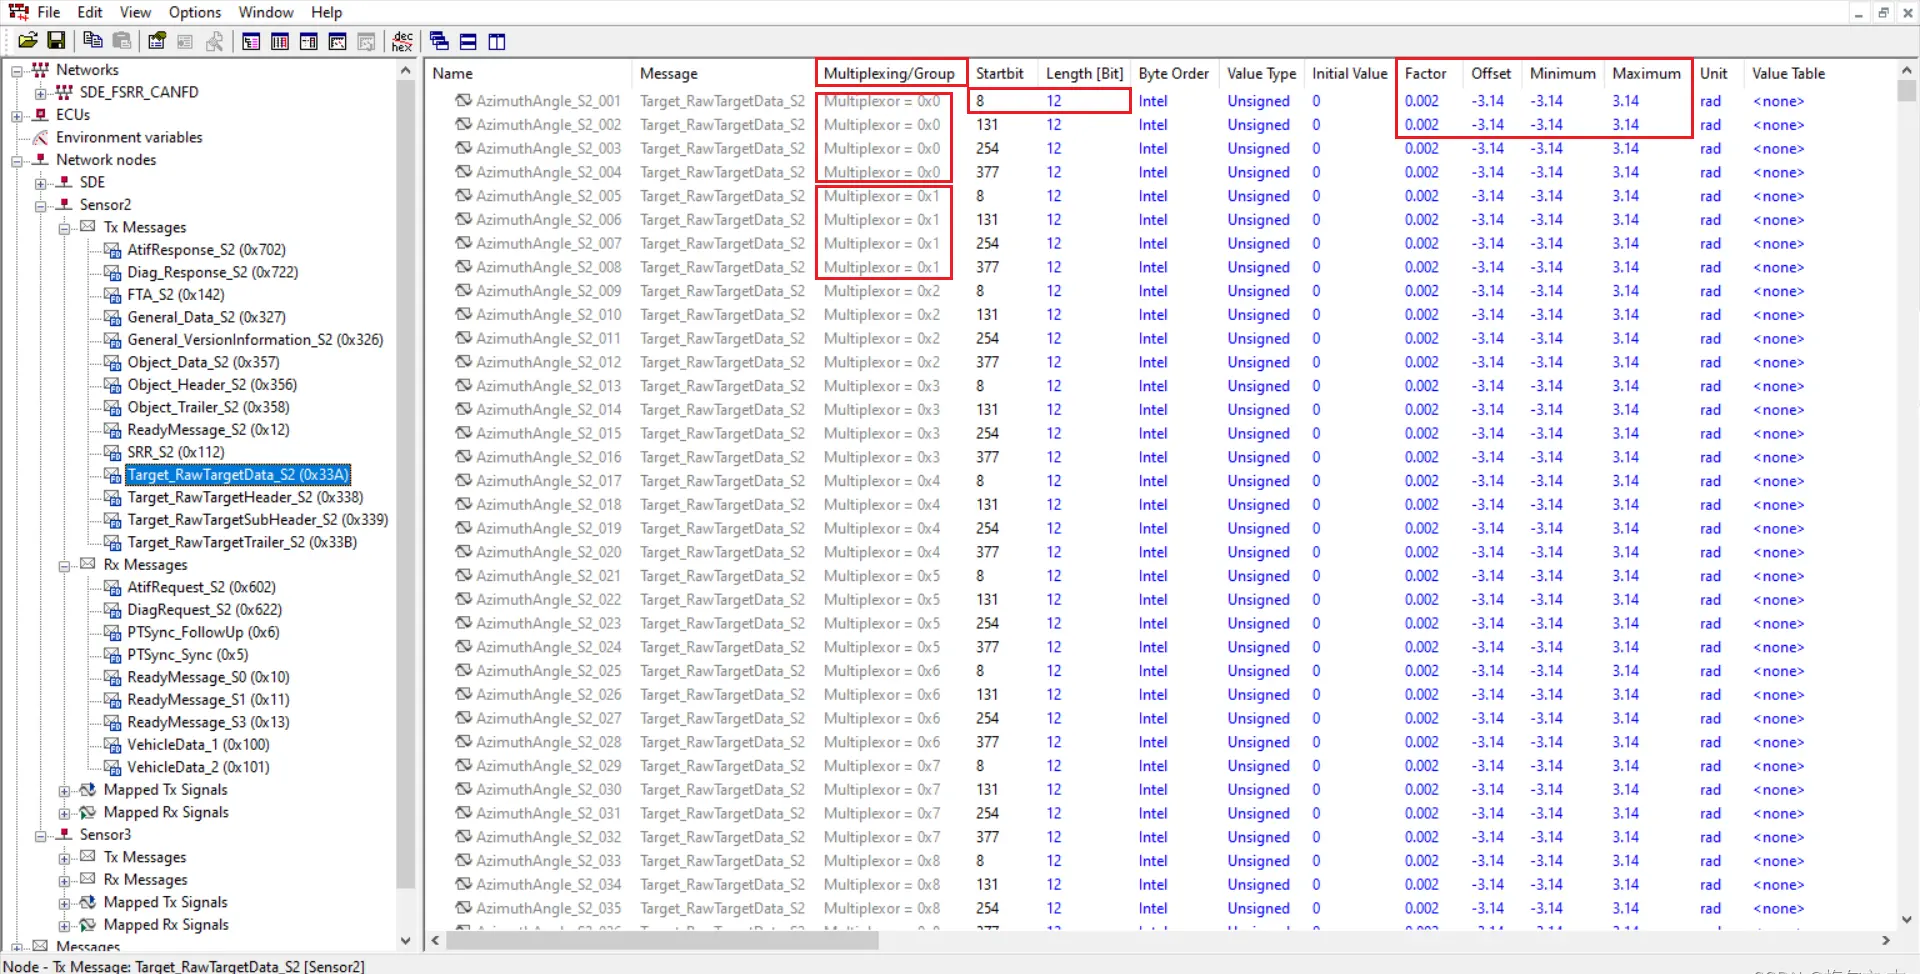 File Edit View Options Window Help
dec
hex
Networks
SDE_FSRR_CANFD
ECUs
Environment variables
Network nodes
SDE
Sensor2
Tx Messages
AtifResponse_S2 (0x702)
Diag_Response_S2 (0x722)
FTA_S2 (0x142)
General_Data_S2 (0x327)
General_VersionInformation_S2 (0x326)
Object_Data_S2 (0x357)
Object_Header_S2 (0x356)
Object_Trailer_S2 (0x358)
ReadyMessage_S2 (0x12)
SRR_S2 (0x112)
Target_RawTargetData_S2 (0x33A)
Target_RawTargetHeader_S2 (0x338)
Target_RawTargetSubHeader_S2 (0x339)
Target_RawTargetTrailer_S2 (0x33B)
Rx Messages
AtifRequest_S2 (0x602)
DiagRequest_S2 (0x622)
PTSync_FollowUp (0x6)
PTSync_Sync (0x5)
ReadyMessage_S0 (0x10)
ReadyMessage_S1 (0x11)
ReadyMessage_S3 (0x13)
VehicleData_1 (0x100)
VehicleData_2 (0x101)
Mapped Tx Signals
Mapped Rx Signals
Sensor3
Tx Messages
Rx Messages
Mapped Tx Signals
Mapped Rx Signals
Messages
Name Message Multiplexing/Group Startbit Length [Bit] Byte Order Value Type Initial Value Factor Offset Minimum Maximum Unit Value Table
AzimuthAngle_S2_001 Target_RawTargetData_S2 Multiplexor = 0x0 8 12 Intel Unsigned 0 0.002 -3.14 -3.14 3.14 rad <none>
AzimuthAngle_S2_002 Target_RawTargetData_S2 Multiplexor = 0x0 131 12 Intel Unsigned 0 0.002 -3.14 -3.14 3.14 rad <none>
AzimuthAngle_S2_003 Target_RawTargetData_S2 Multiplexor = 0x0 254 12 Intel Unsigned 0 0.002 -3.14 -3.14 3.14 rad <none>
AzimuthAngle_S2_004 Target_RawTargetData_S2 Multiplexor = 0x0 377 12 Intel Unsigned 0 0.002 -3.14 -3.14 3.14 rad <none>
AzimuthAngle_S2_005 Target_RawTargetData_S2 Multiplexor = 0x1 8 12 Intel Unsigned 0 0.002 -3.14 -3.14 3.14 rad <none>
AzimuthAngle_S2_006 Target_RawTargetData_S2 Multiplexor = 0x1 131 12 Intel Unsigned 0 0.002 -3.14 -3.14 3.14 rad <none>
AzimuthAngle_S2_007 Target_RawTargetData_S2 Multiplexor = 0x1 254 12 Intel Unsigned 0 0.002 -3.14 -3.14 3.14 rad <none>
AzimuthAngle_S2_008 Target_RawTargetData_S2 Multiplexor = 0x1 377 12 Intel Unsigned 0 0.002 -3.14 -3.14 3.14 rad <none>
AzimuthAngle_S2_009 Target_RawTargetData_S2 Multiplexor = 0x2 8 12 Intel Unsigned 0 0.002 -3.14 -3.14 3.14 rad <none>
AzimuthAngle_S2_010 Target_RawTargetData_S2 Multiplexor = 0x2 131 12 Intel Unsigned 0 0.002 -3.14 -3.14 3.14 rad <none>
AzimuthAngle_S2_011 Target_RawTargetData_S2 Multiplexor = 0x2 254 12 Intel Unsigned 0 0.002 -3.14 -3.14 3.14 rad <none>
AzimuthAngle_S2_012 Target_RawTargetData_S2 Multiplexor = 0x2 377 12 Intel Unsigned 0 0.002 -3.14 -3.14 3.14 rad <none>
AzimuthAngle_S2_013 Target_RawTargetData_S2 Multiplexor = 0x3 8 12 Intel Unsigned 0 0.002 -3.14 -3.14 3.14 rad <none>
AzimuthAngle_S2_014 Target_RawTargetData_S2 Multiplexor = 0x3 131 12 Intel Unsigned 0 0.002 -3.14 -3.14 3.14 rad <none>
AzimuthAngle_S2_015 Target_RawTargetData_S2 Multiplexor = 0x3 254 12 Intel Unsigned 0 0.002 -3.14 -3.14 3.14 rad <none>
AzimuthAngle_S2_016 Target_RawTargetData_S2 Multiplexor = 0x3 377 12 Intel Unsigned 0 0.002 -3.14 -3.14 3.14 rad <none>
AzimuthAngle_S2_017 Target_RawTargetData_S2 Multiplexor = 0x4 8 12 Intel Unsigned 0 0.002 -3.14 -3.14 3.14 rad <none>
AzimuthAngle_S2_018 Target_RawTargetData_S2 Multiplexor = 0x4 131 12 Intel Unsigned 0 0.002 -3.14 -3.14 3.14 rad <none>
AzimuthAngle_S2_019 Target_RawTargetData_S2 Multiplexor = 0x4 254 12 Intel Unsigned 0 0.002 -3.14 -3.14 3.14 rad <none>
AzimuthAngle_S2_020 Target_RawTargetData_S2 Multiplexor = 0x4 377 12 Intel Unsigned 0 0.002 -3.14 -3.14 3.14 rad <none>
AzimuthAngle_S2_021 Target_RawTargetData_S2 Multiplexor = 0x5 8 12 Intel Unsigned 0 0.002 -3.14 -3.14 3.14 rad <none>
AzimuthAngle_S2_022 Target_RawTargetData_S2 Multiplexor = 0x5 131 12 Intel Unsigned 0 0.002 -3.14 -3.14 3.14 rad <none>
AzimuthAngle_S2_023 Target_RawTargetData_S2 Multiplexor = 0x5 254 12 Intel Unsigned 0 0.002 -3.14 -3.14 3.14 rad <none>
AzimuthAngle_S2_024 Target_RawTargetData_S2 Multiplexor = 0x5 377 12 Intel Unsigned 0 0.002 -3.14 -3.14 3.14 rad <none>
AzimuthAngle_S2_025 Target_RawTargetData_S2 Multiplexor = 0x6 8 12 Intel Unsigned 0 0.002 -3.14 -3.14 3.14 rad <none>
AzimuthAngle_S2_026 Target_RawTargetData_S2 Multiplexor = 0x6 131 12 Intel Unsigned 0 0.002 -3.14 -3.14 3.14 rad <none>
AzimuthAngle_S2_027 Target_RawTargetData_S2 Multiplexor = 0x6 254 12 Intel Unsigned 0 0.002 -3.14 -3.14 3.14 rad <none>
AzimuthAngle_S2_028 Target_RawTargetData_S2 Multiplexor = 0x6 377 12 Intel Unsigned 0 0.002 -3.14 -3.14 3.14 rad <none>
AzimuthAngle_S2_029 Target_RawTargetData_S2 Multiplexor = 0x7 8 12 Intel Unsigned 0 0.002 -3.14 -3.14 3.14 rad <none>
AzimuthAngle_S2_030 Target_RawTargetData_S2 Multiplexor = 0x7 131 12 Intel Unsigned 0 0.002 -3.14 -3.14 3.14 rad <none>
AzimuthAngle_S2_031 Target_RawTargetData_S2 Multiplexor = 0x7 254 12 Intel Unsigned 0 0.002 -3.14 -3.14 3.14 rad <none>
AzimuthAngle_S2_032 Target_RawTargetData_S2 Multiplexor = 0x7 377 12 Intel Unsigned 0 0.002 -3.14 -3.14 3.14 rad <none>
AzimuthAngle_S2_033 Target_RawTargetData_S2 Multiplexor = 0x8 8 12 Intel Unsigned 0 0.002 -3.14 -3.14 3.14 rad <none>
AzimuthAngle_S2_034 Target_RawTargetData_S2 Multiplexor = 0x8 131 12 Intel Unsigned 0 0.002 -3.14 -3.14 3.14 rad <none>
AzimuthAngle_S2_035 Target_RawTargetData_S2 Multiplexor = 0x8 254 12 Intel Unsigned 0 0.002 -3.14 -3.14 3.14 rad <none>
Node - Tx Message: Target_RawTargetData_S2 [Sensor2]